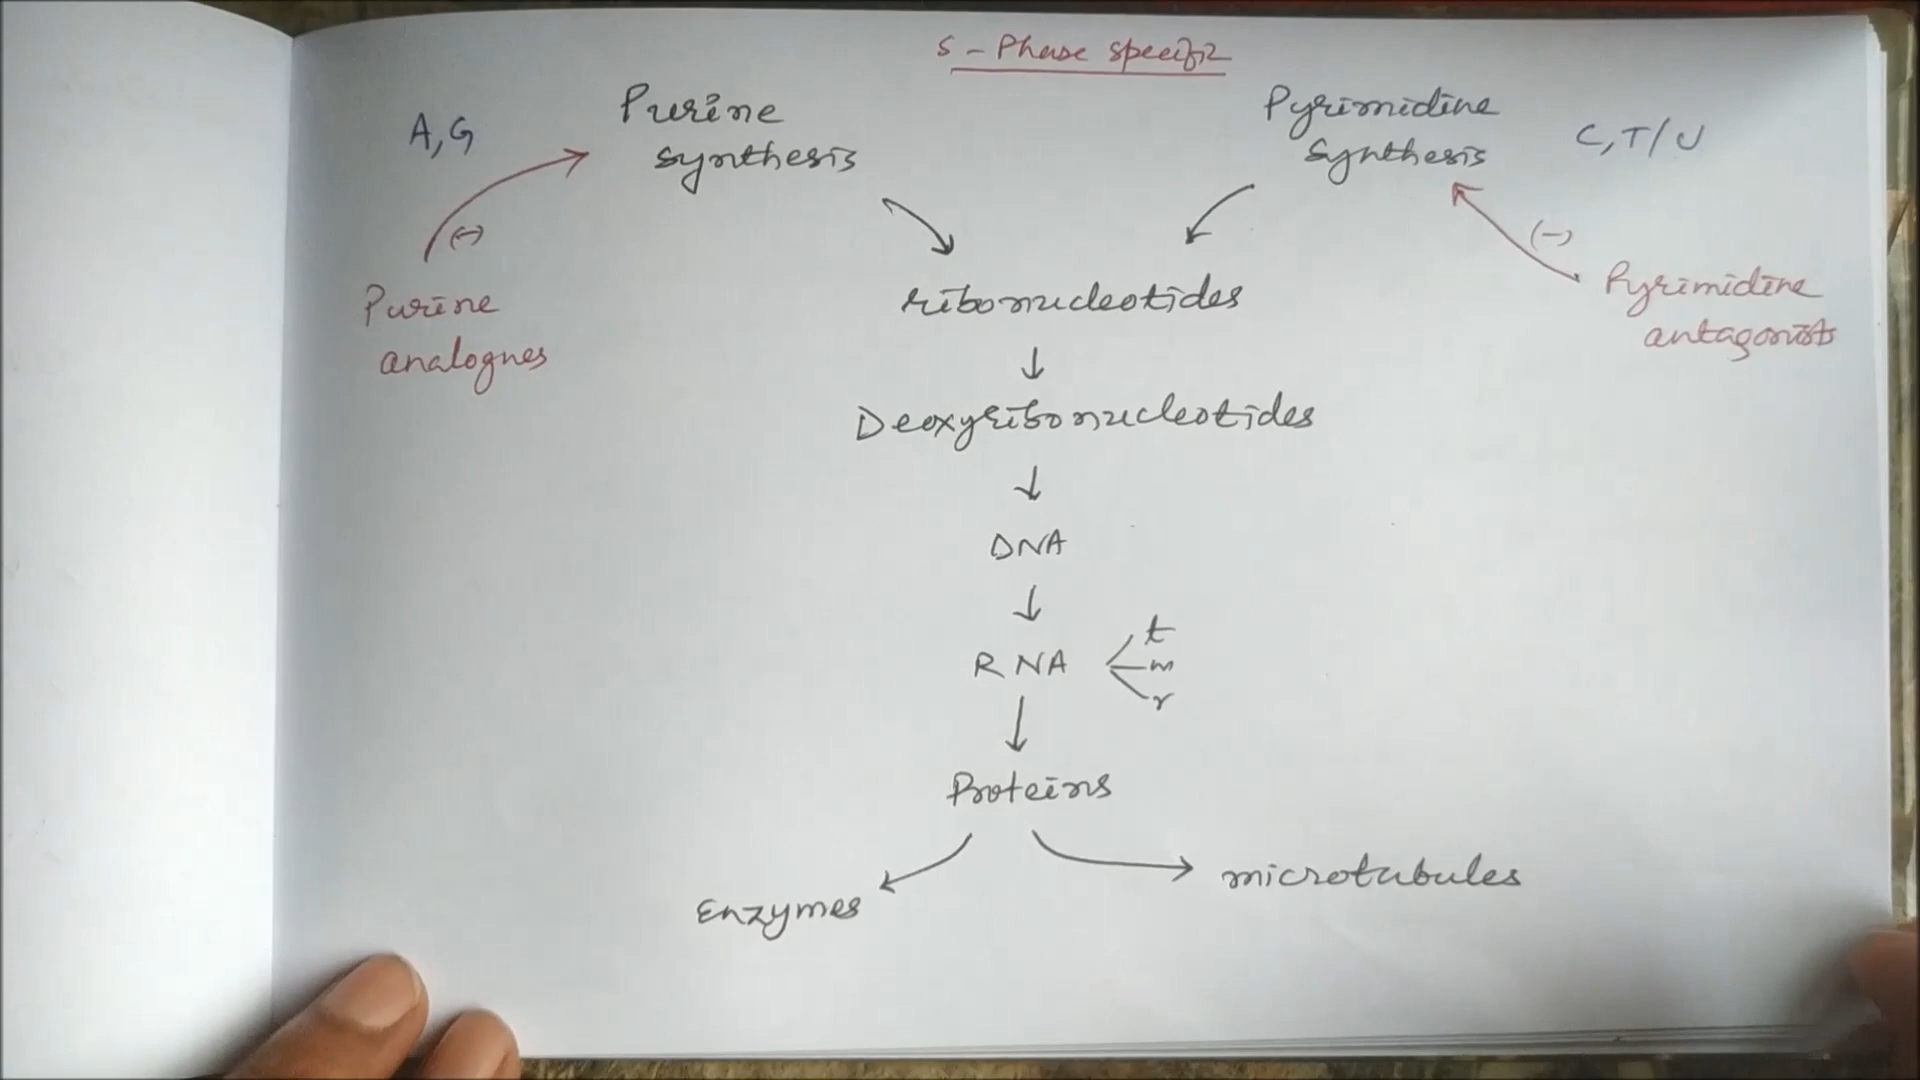 S - Phase specific
A, G
Purine
synthesis
Pyrimidine
synthesis
C, T/U
(-)
(-)
Purine
analogues
ribonucleotides
Pyrimidine
antagonists
Deoxyribonucleotides
DNA
RNA
t
m
r
Proteins
Enzymes
microtubules